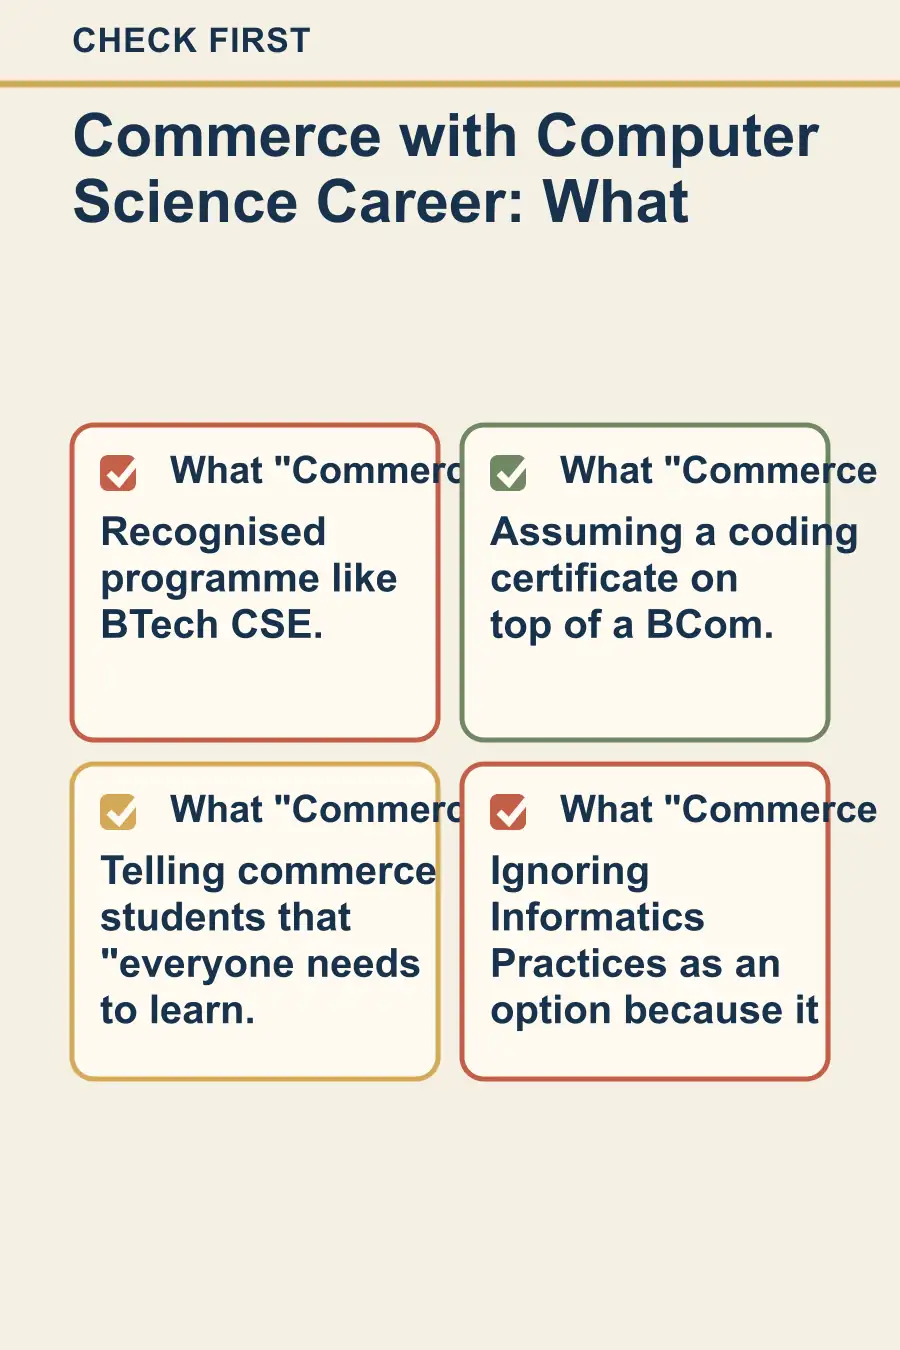 CHECK FIRST
Commerce with Computer
Science Career: What
What "Commerc
Recognised
programme like
BTech CSE.
What "Commerce
Assuming a coding
certificate on
top of a BCom.
What "Commerc
Telling commerce
students that
"everyone needs
to learn.
What "Commerce
Ignoring
Informatics
Practices as an
option because it